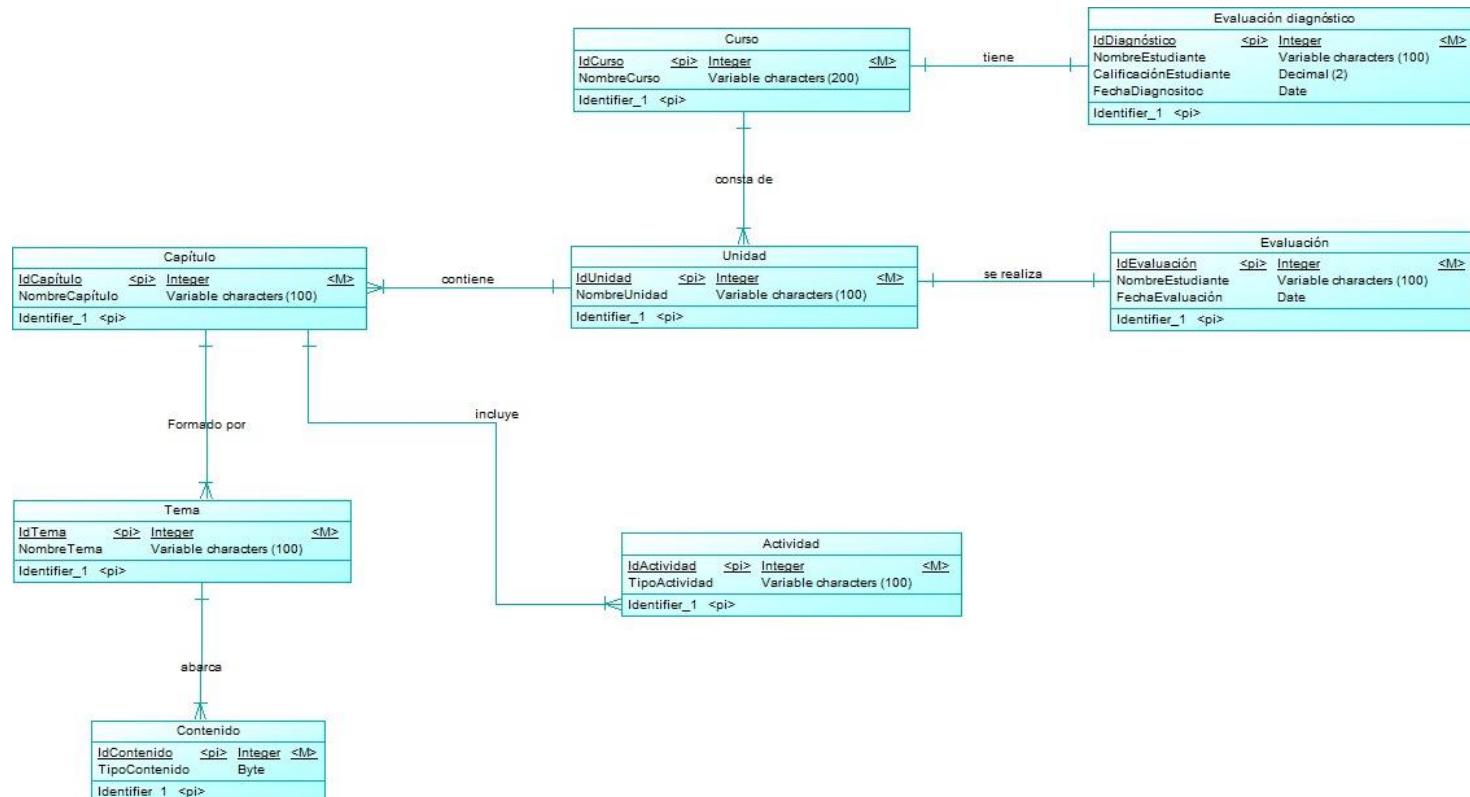 Evaluación diagnóstico
IdDiagnóstico <pi> Integer <M>
NombreEstudiante Variable characters (100)
CalificaciónEstudiante Decimal (2)
FechaDiagnositoc Date
Identifier_1 <pi>
Curso
IdCurso <pi> Integer <M>
NombreCurso Variable characters (200)
Identifier_1 <pi>
tiene
consta de
Capítulo
IdCapítulo <pi> Integer <M>
NombreCapítulo Variable characters (100)
Identifier_1 <pi>
contiene
Unidad
IdUnidad <pi> Integer <M>
NombreUnidad Variable characters (100)
Identifier_1 <pi>
se realiza
Evaluación
IdEvaluación <pi> Integer <M>
NombreEstudiante Variable characters (100)
FechaEvaluación Date
Identifier_1 <pi>
Formado por
incluye
Tema
IdTema <pi> Integer <M>
NombreTema Variable characters (100)
Identifier_1 <pi>
Actividad
IdActividad <pi> Integer <M>
TipoActividad Variable characters (100)
Identifier_1 <pi>
abarca
Contenido
IdContenido <pi> Integer <M>
TipoContenido Byte
Identifier_1 <pi>